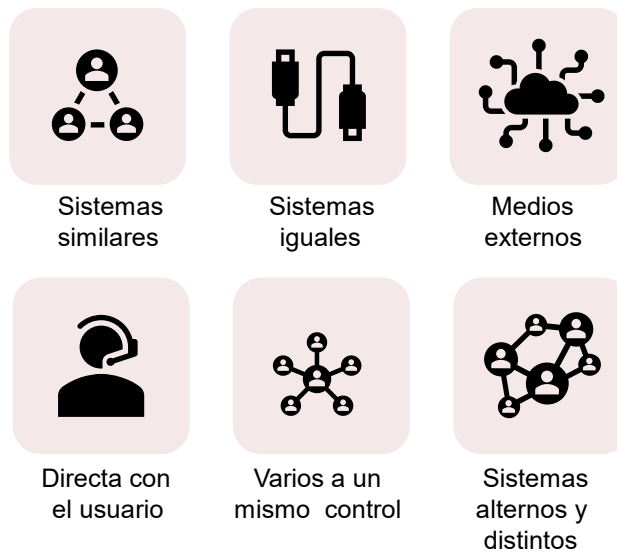 Sistemas
similares
Sistemas
iguales
Medios
externos
Directa con
el usuario
Varios a un
mismo  control
Sistemas
alternos y
distintos